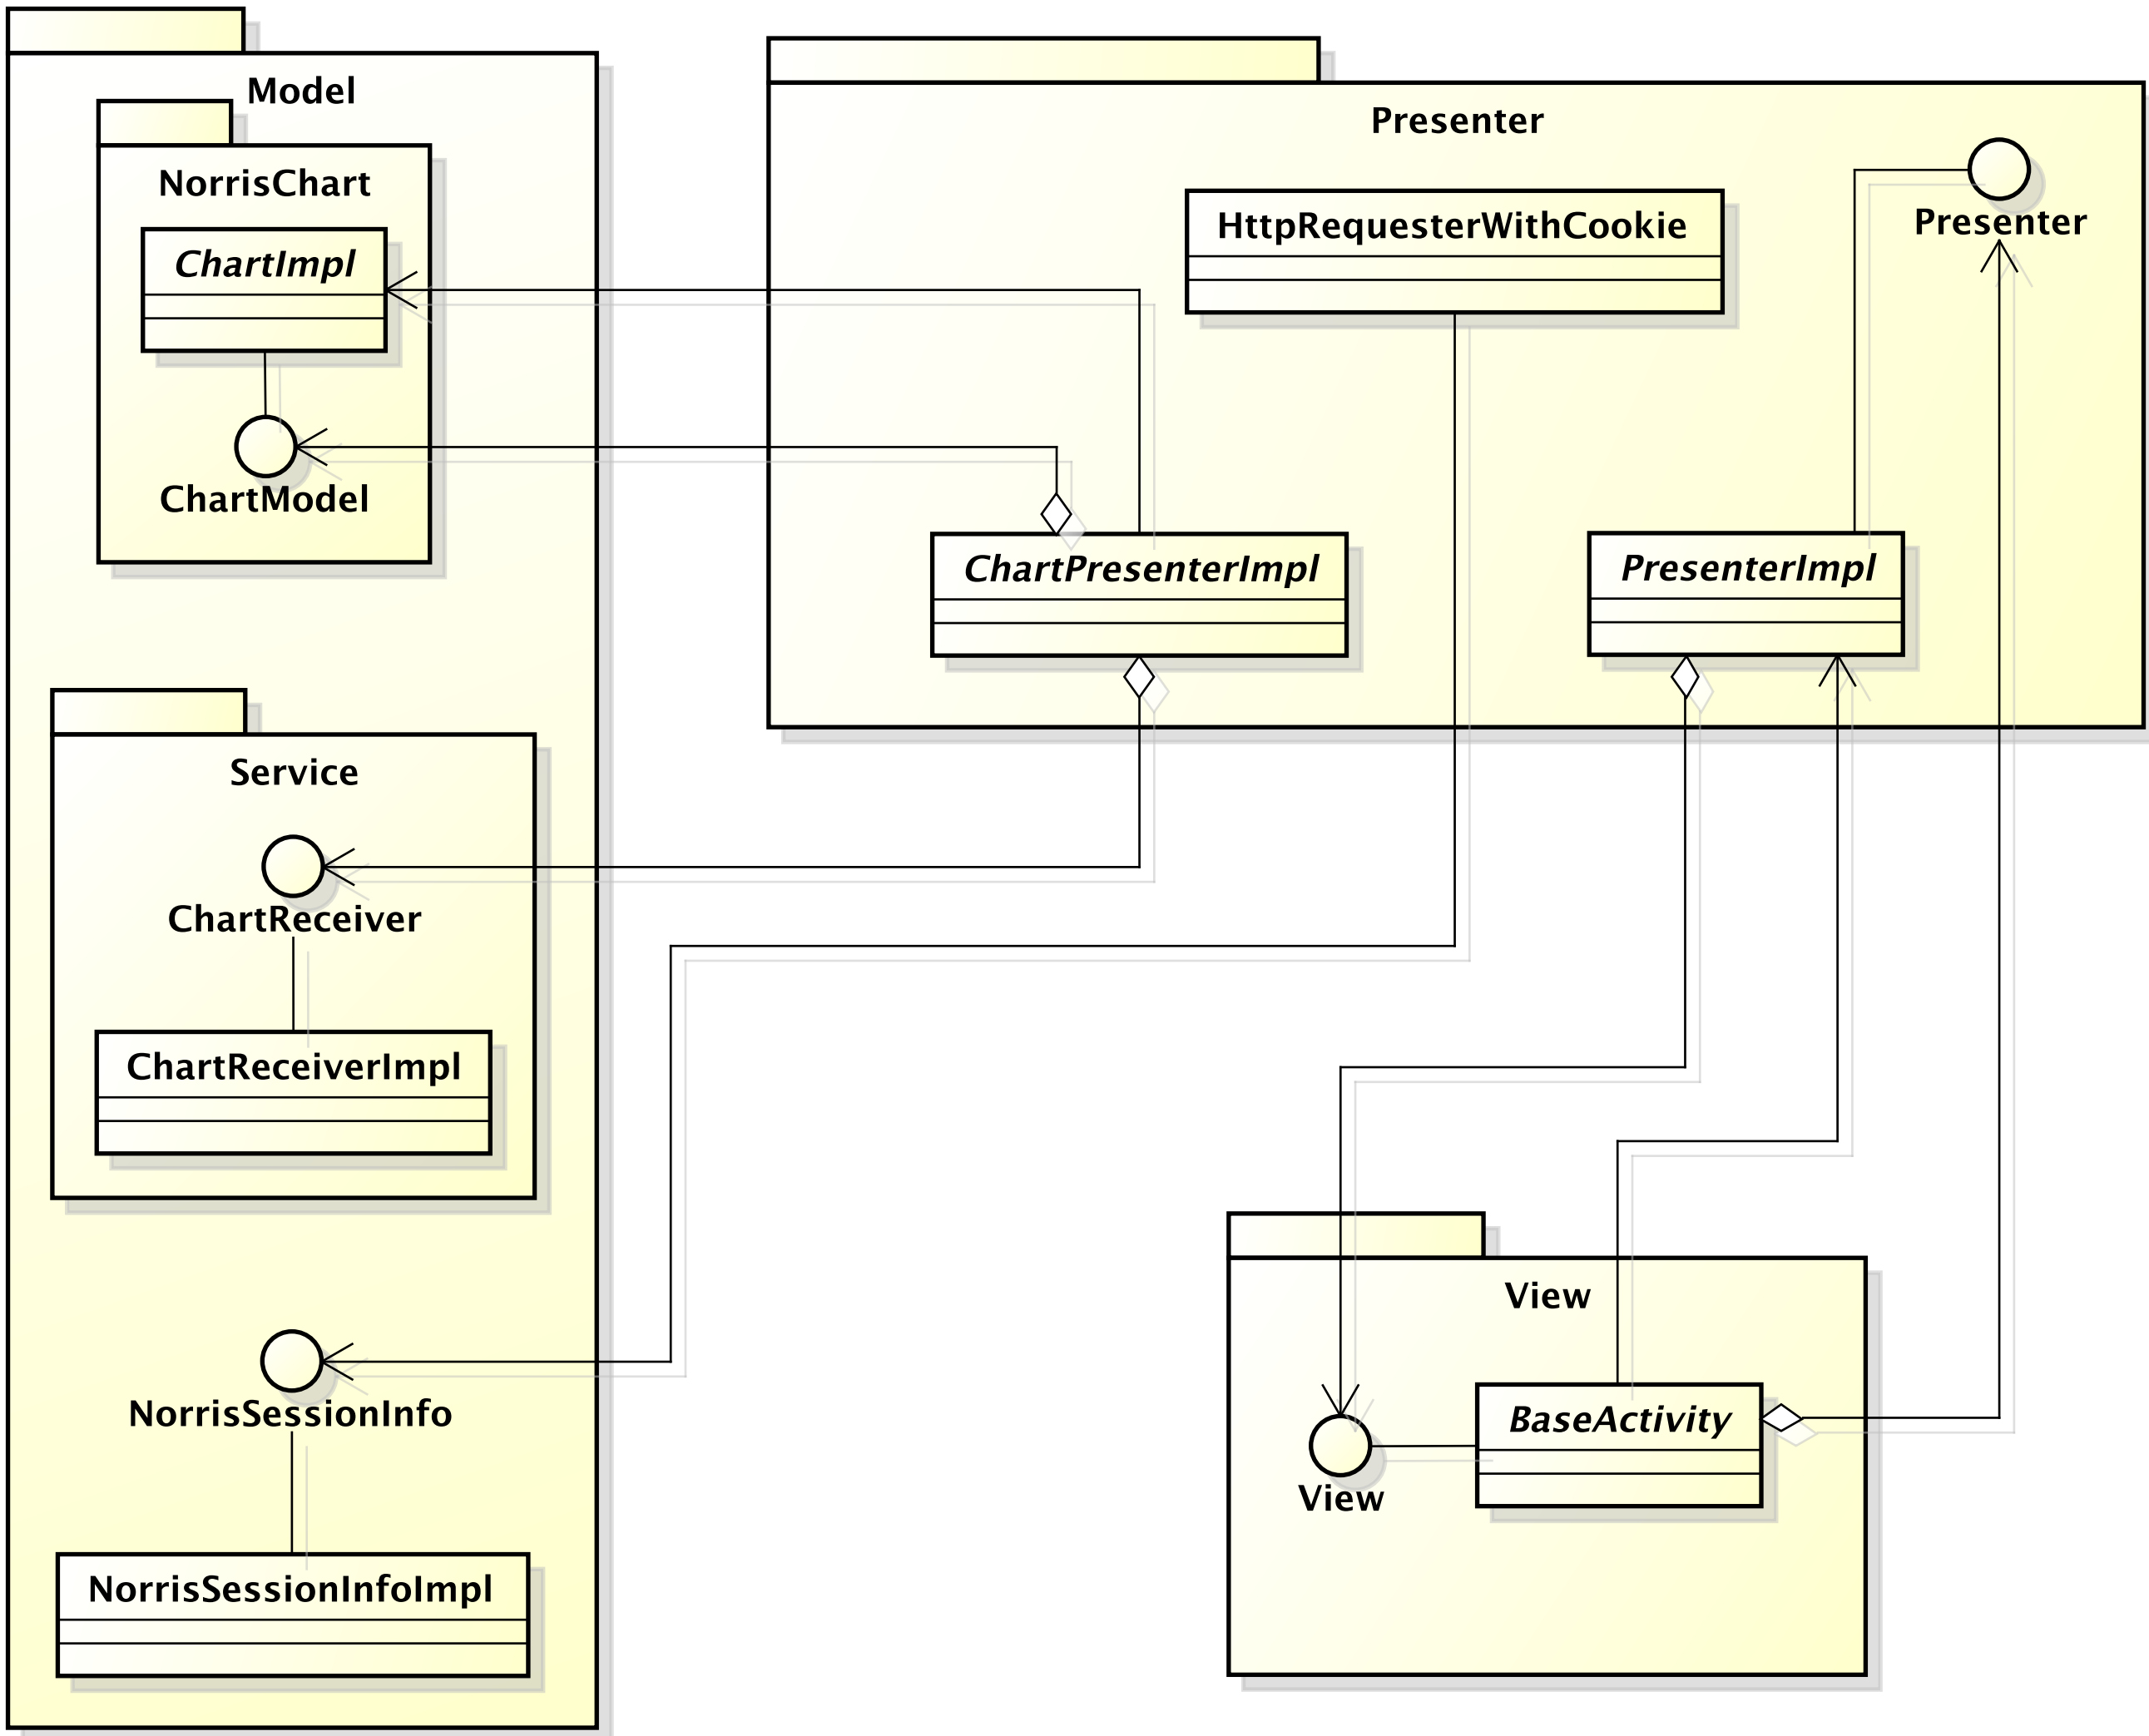 Model
NorrisChart
ChartImpl
ChartModel
Service
ChartReceiver
ChartReceiverImpl
NorrisSessionInfo
NorrisSessionInfoImpl
Presenter
HttpRequesterWithCookie
Presenter
ChartPresenterImpl
PresenterImpl
View
BaseActivity
View